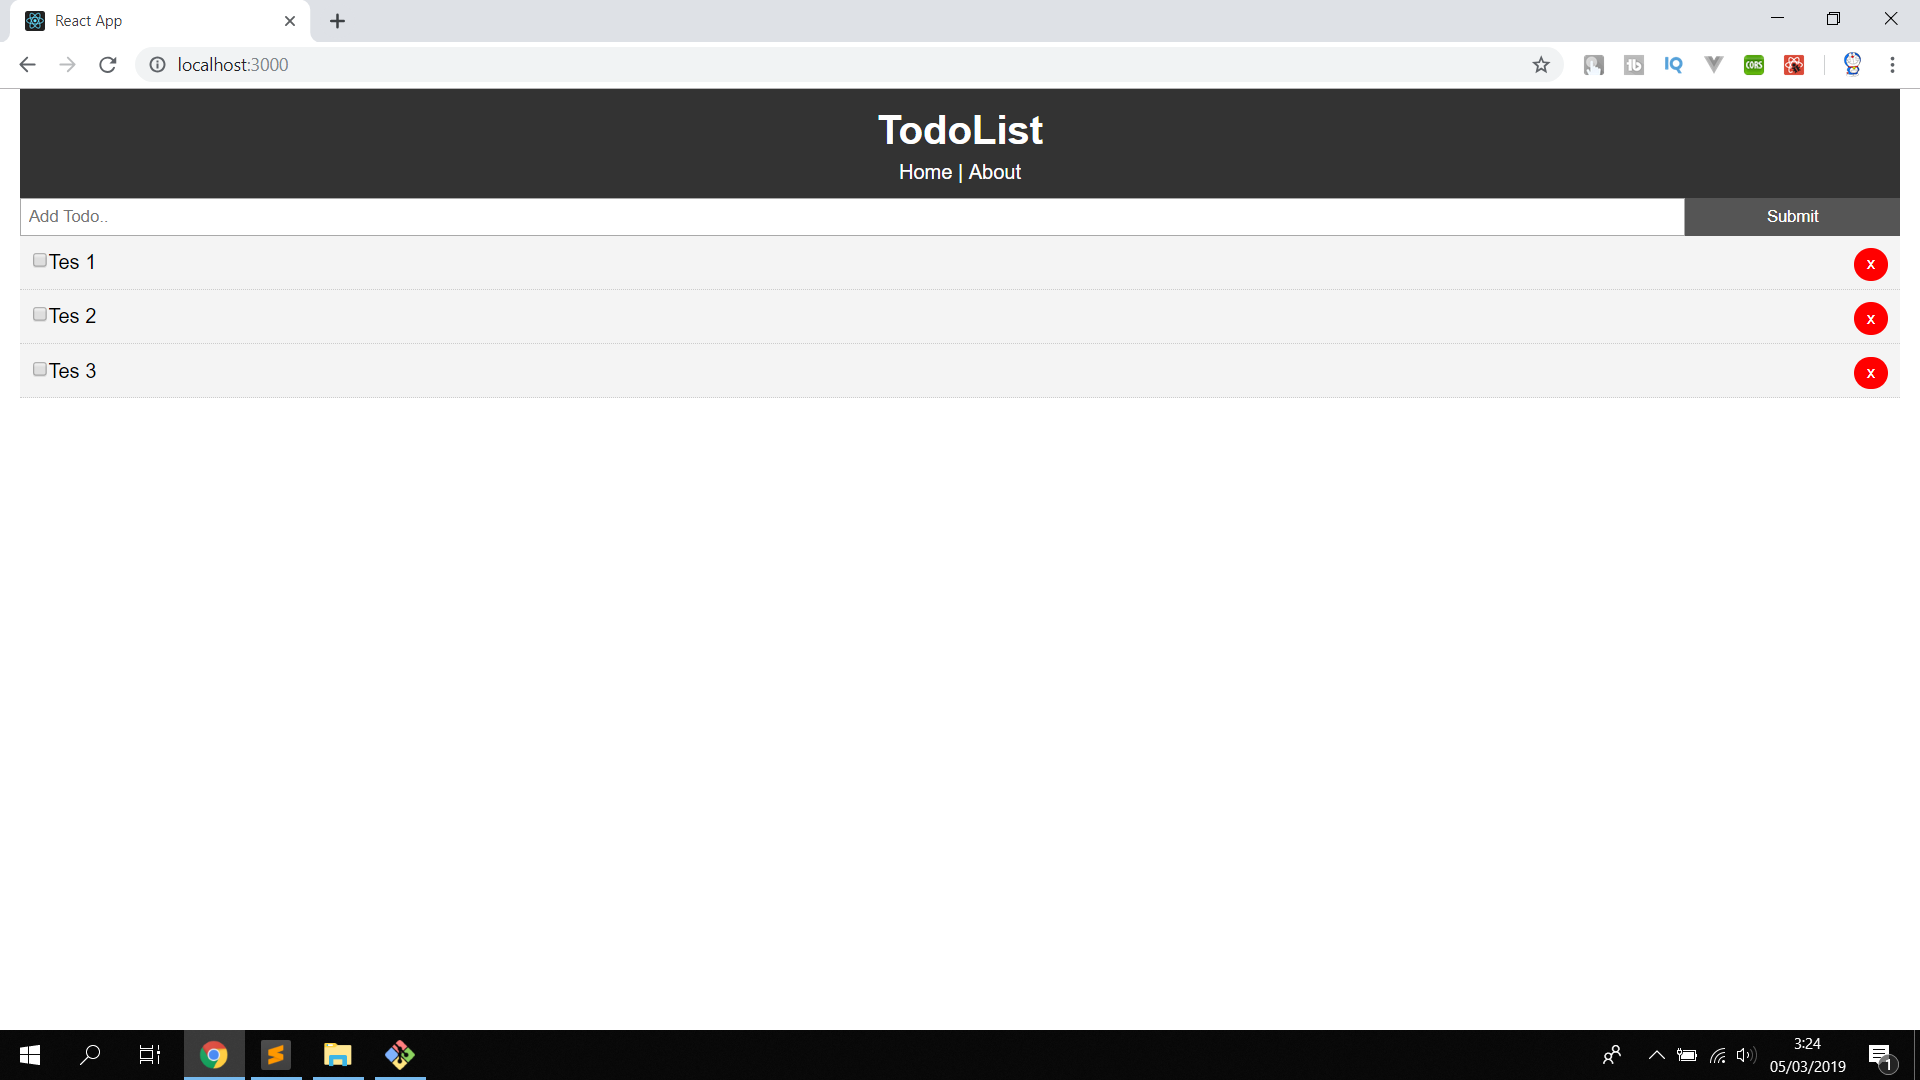 React App
localhost:3000
IQ
CORS
TodoList
Home | About
Add Todo..
Submit
Tes 1
x
Tes 2
x
Tes 3
x
3:24
05/03/2019
1